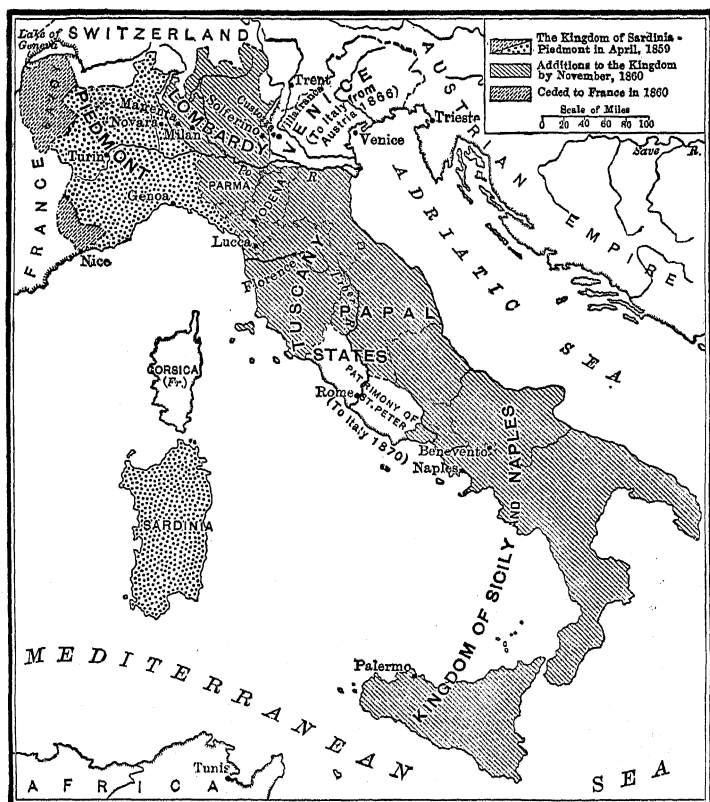 Lake of
Geneva
SWITZERLAND
The Kingdom of Sardinia -
Piedmont in April, 1859
Additions to the Kingdom
by November, 1860
Ceded to France in 1860
Scale of Miles
0 20 40 60 80 100
AUSTRIAN EMPIRE
Trent
VENICE
(To Italy from
Austria 1866)
Trieste
Venice
Save R.
LOMBARDY
Solferino
Custozza
Magenta
Novara
Milan
PIEDMONT
Turin
Genoa
PARMA
MODENA
Po
R
FRANCE
Nice
Lucca
Florence
TUSCANY
Tiber
ADRIATIC SEA
PAPAL
STATES
PATRIMONY OF
ST. PETER
Rome
(To Italy 1870)
CORSICA
(Fr.)
SARDINIA
Benevento
Naples
KINGDOM OF SICILY AND NAPLES
Palermo
MEDITERRANEAN SEA
Tunis
AFRICA